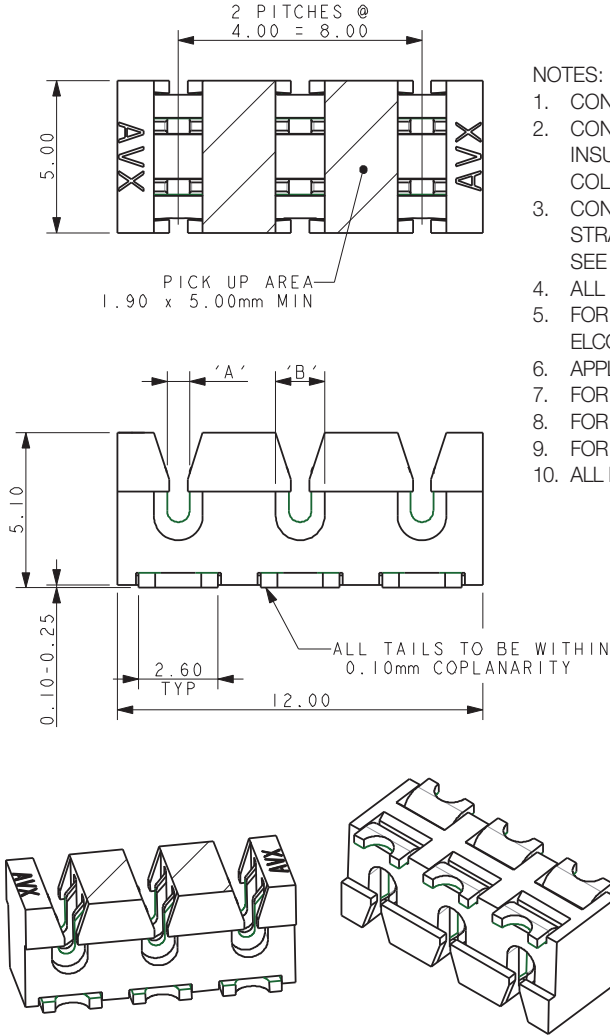 2 PITCHES @
4.00 = 8.00
5.00
AVX
AVX
PICK UP AREA
1.90 x 5.00mm MIN
NOTES:
1. CON
2. CON
INSU
COL
3. CON
STRA
SEE
4. ALL
5. FOR
ELCO
6. APPL
7. FOR
8. FOR
9. FOR
10. ALL
'A'
'B'
5.10
0.10-0.25
2.60
TYP
12.00
ALL TAILS TO BE WITHIN
0.10mm COPLANARITY
AVX
AVX